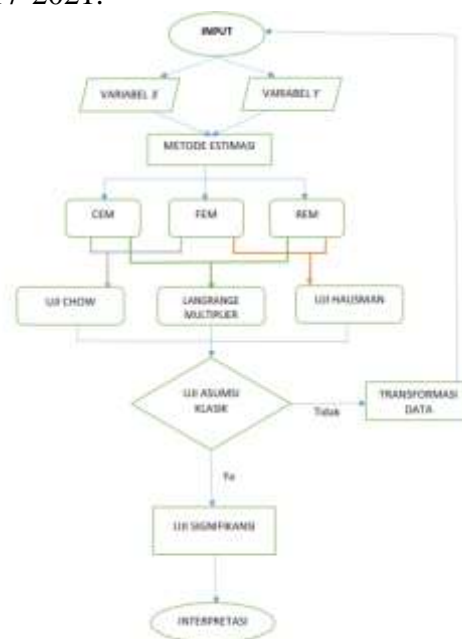 2021.
INPUT
VARIABEL X
VARIABEL Y
METODE ESTIMASI
CEM
FEM
REM
UJI CHOW
LANGRANGE
MULTIPLIER
UJI HAUSMAN
UJI ASUMSI
KLASIK
Tidak
TRANSFORMASI
DATA
Ya
UJI SIGNIFIKANSI
INTERPRETASI